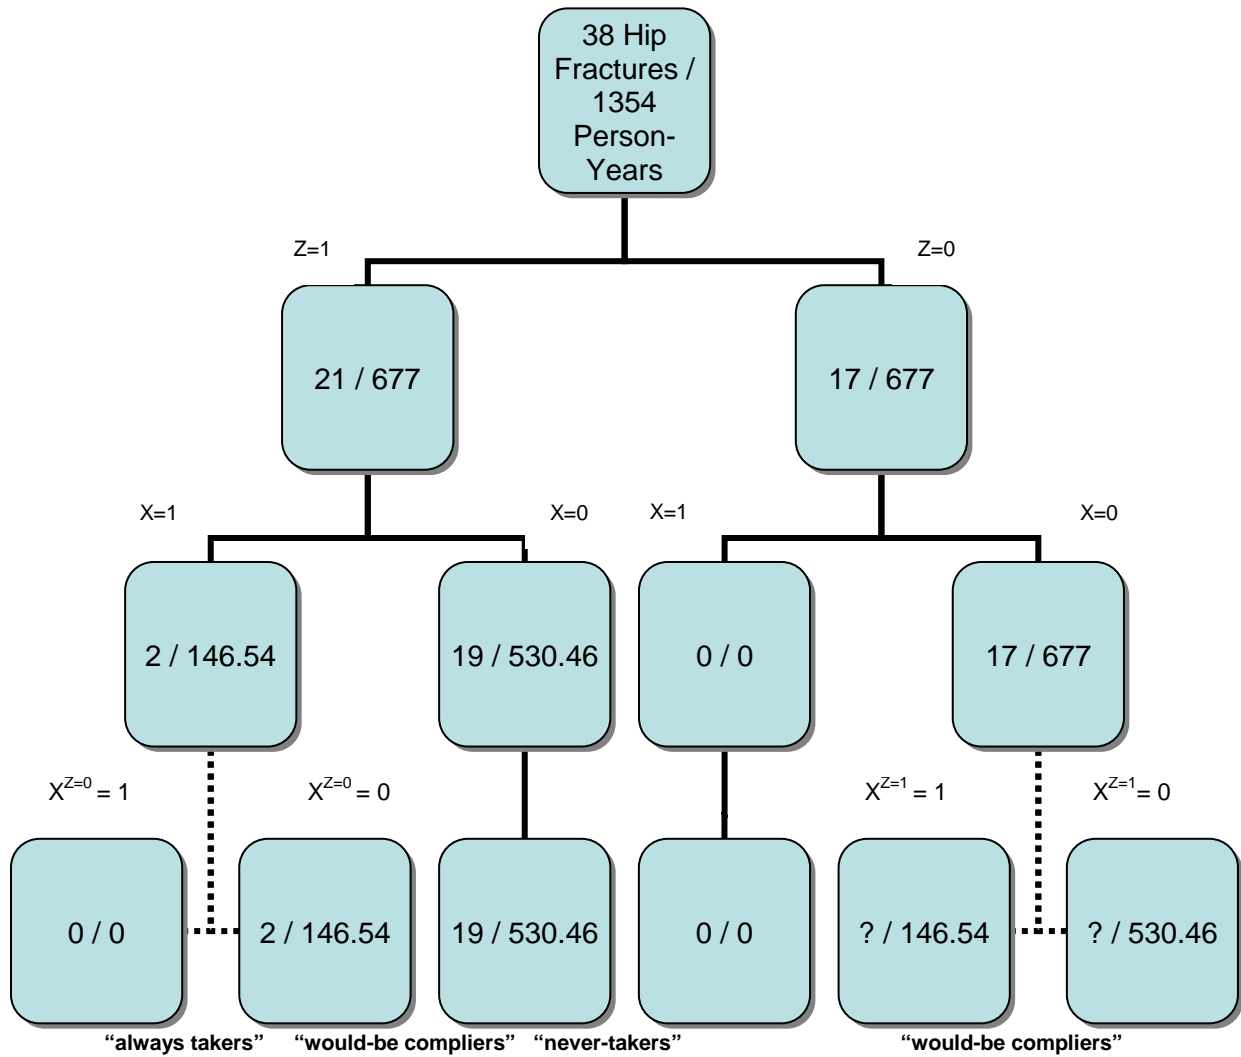 38 Hip
Fractures /
1354
Person-
Years
Z=1
Z=0
21 / 677
17 / 677
X=1
X=0
X=1
X=0
2 / 146.54
19 / 530.46
0 / 0
17 / 677
X^{Z=0} = 1
X^{Z=0} = 0
X^{Z=1} = 1
X^{Z=1} = 0
0 / 0
2 / 146.54
19 / 530.46
0 / 0
? / 146.54
? / 530.46
“always takers”
“would-be compliers”
“never-takers”
“would-be compliers”